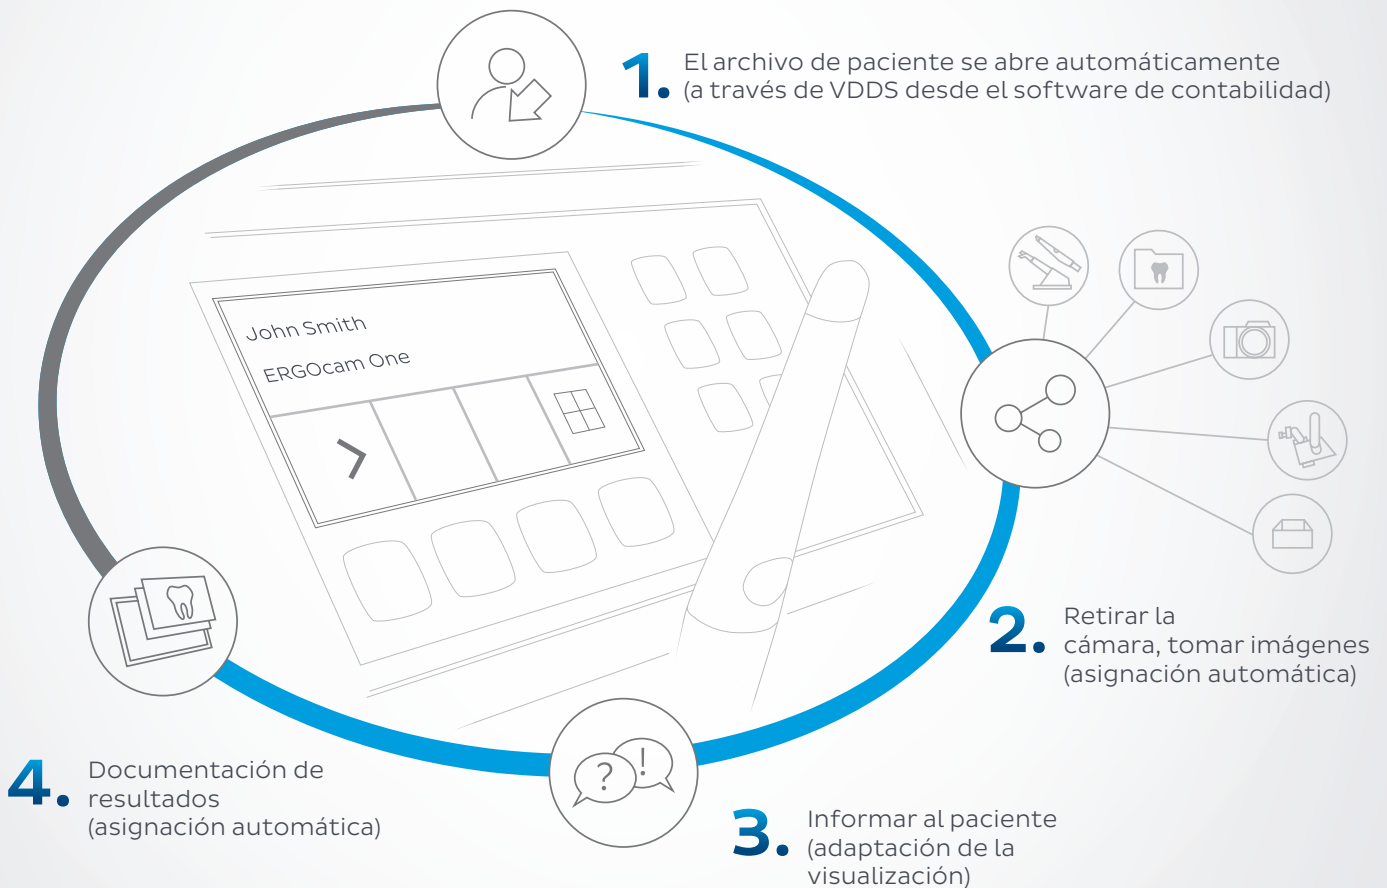 1. El archivo de paciente se abre automáticamente
(a través de VDDS desde el software de contabilidad)
John Smith
ERGOcam One
2. Retirar la
cámara, tomar imágenes
(asignación automática)
? !
3. Informar al paciente
(adaptación de la
visualización)
4. Documentación de
resultados
(asignación automática)